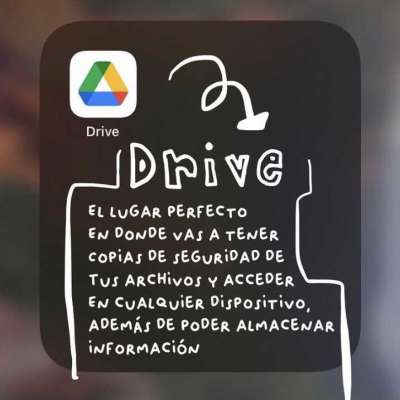 Drive
Drive
EL LUGAR PERFECTO
EN DONDE VAS A TENER
COPIAS DE SEGURIDAD DE
TUS ARCHIVOS Y ACCEDER
EN CUALQUIER DISPOSITIVO,
ADEMÁS DE PODER ALMACENAR
INFORMACIÓN